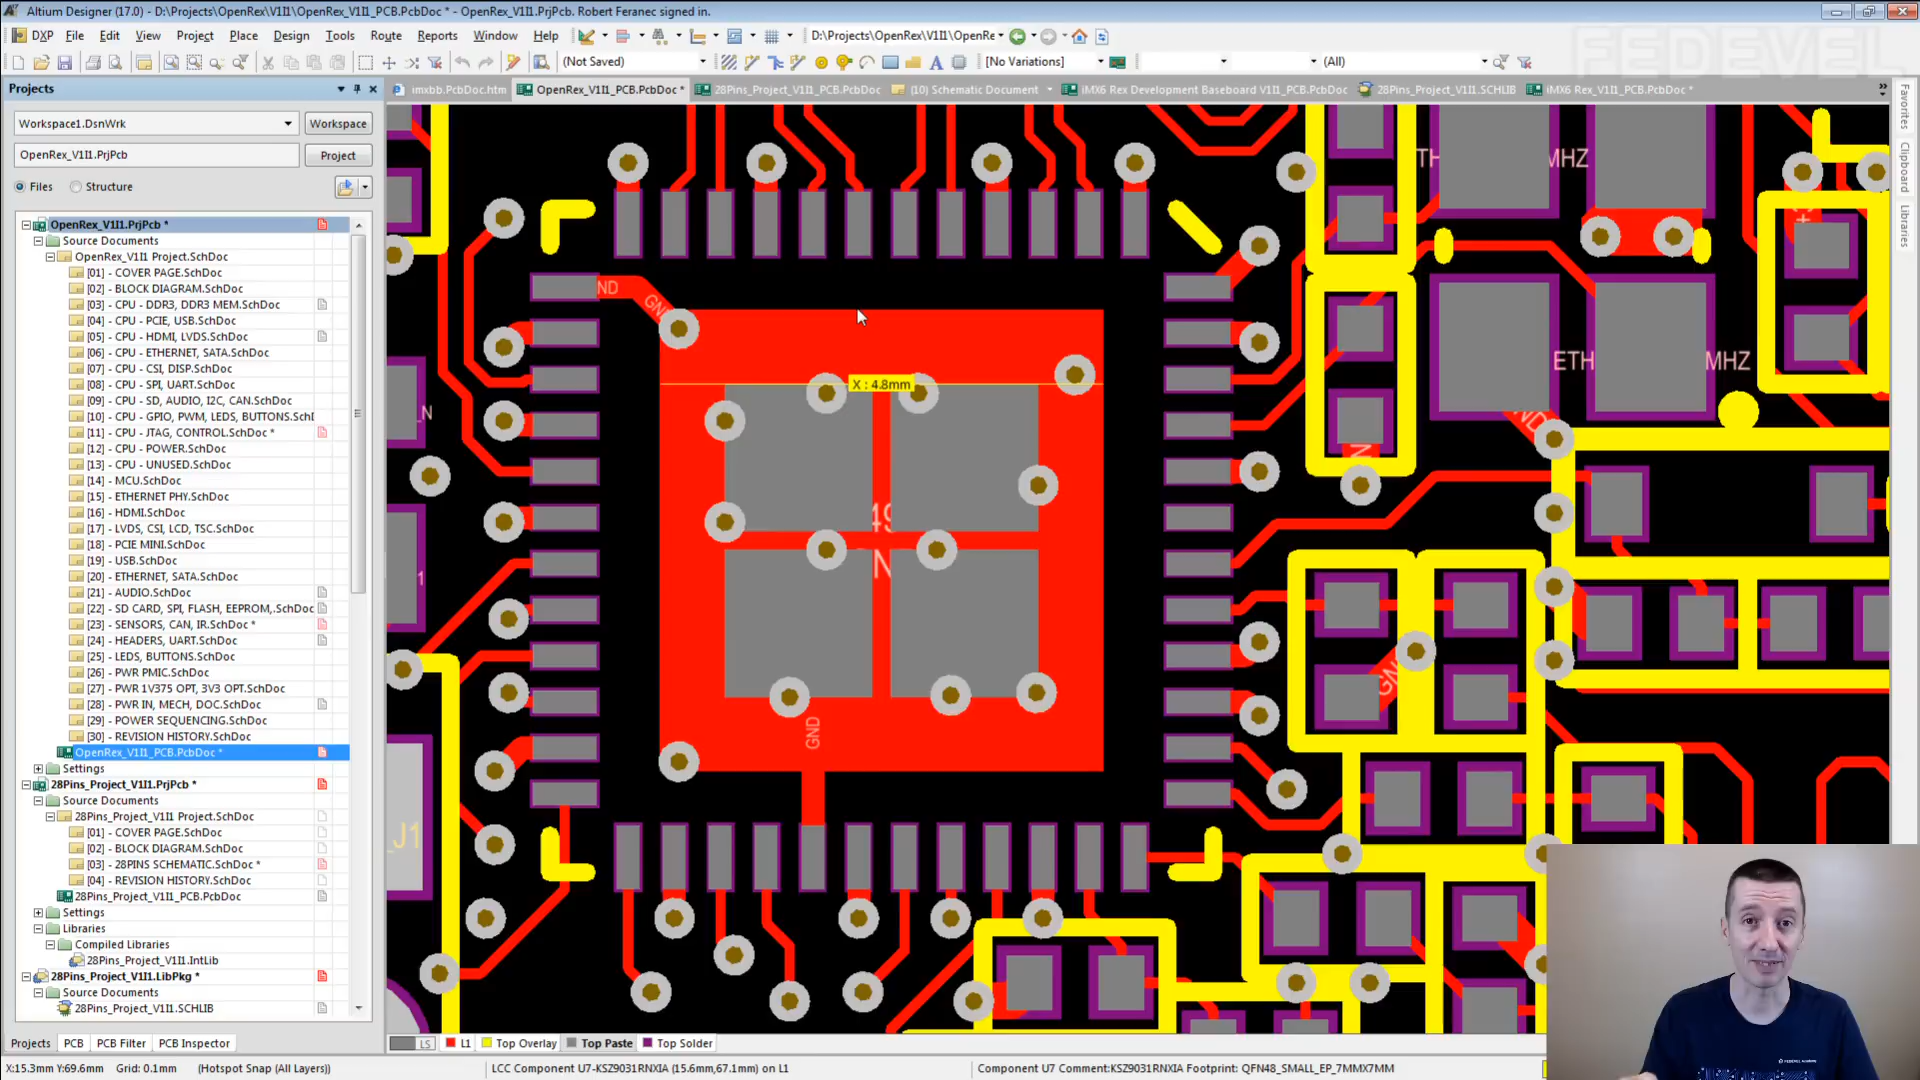 Altium Designer (17.0) - D:\Projects\OpenRex\V1I1\OpenRex_V1I1_PCB.PcbDoc * - OpenRex_V1I1.PrjPcb. Robert Feranec signed in.
DXP File Edit View Project Place Design Tools Route Reports Window Help D:\Projects\OpenRex\V1I1\OpenRe
(Not Saved) [No Variations] (All)
FEDEVEL
Projects
imxbb.PcbDoc.htm OpenRex_V1I1_PCB.PcbDoc * 28Pins_Project_V1I1_PCB.PcbDoc (10) Schematic Document iMX6 Rex Development Baseboard V1I1_PCB.PcbDoc 28Pins_Project_V1I1.SCHLIB iMX6 Rex_V1I1_PCB.PcbDoc *
Favorites
Clipboard
Libraries
Workspace1.DsnWrk Workspace
OpenRex_V1I1.PrjPcb Project
Files Structure
OpenRex_V1I1.PrjPcb *
Source Documents
OpenRex_V1I1 Project.SchDoc
[01] - COVER PAGE.SchDoc
[02] - BLOCK DIAGRAM.SchDoc
[03] - CPU - DDR3, DDR3 MEM.SchDoc
[04] - CPU - PCIE, USB.SchDoc
[05] - CPU - HDMI, LVDS.SchDoc
[06] - CPU - ETHERNET, SATA.SchDoc
[07] - CPU - CSI, DISP.SchDoc
[08] - CPU - SPI, UART.SchDoc
[09] - CPU - SD, AUDIO, I2C, CAN.SchDoc
[10] - CPU - GPIO, PWM, LEDS, BUTTONS.SchI
[11] - CPU - JTAG, CONTROL.SchDoc *
[12] - CPU - POWER.SchDoc
[13] - CPU - UNUSED.SchDoc
[14] - MCU.SchDoc
[15] - ETHERNET PHY.SchDoc
[16] - HDMI.SchDoc
[17] - LVDS, CSI, LCD, TSC.SchDoc
[18] - PCIE MINI.SchDoc
[19] - USB.SchDoc
[20] - ETHERNET, SATA.SchDoc
[21] - AUDIO.SchDoc
[22] - SD CARD, SPI, FLASH, EEPROM,.SchDoc
[23] - SENSORS, CAN, IR.SchDoc *
[24] - HEADERS, UART.SchDoc
[25] - LEDS, BUTTONS.SchDoc
[26] - PWR PMIC.SchDoc
[27] - PWR 1V375 OPT, 3V3 OPT.SchDoc
[28] - PWR IN, MECH, DOC.SchDoc
[29] - POWER SEQUENCING.SchDoc
[30] - REVISION HISTORY.SchDoc
OpenRex_V1I1_PCB.PcbDoc *
Settings
28Pins_Project_V1I1.PrjPcb *
Source Documents
28Pins_Project_V1I1 Project.SchDoc
[01] - COVER PAGE.SchDoc
[02] - BLOCK DIAGRAM.SchDoc
[03] - 28PINS SCHEMATIC.SchDoc *
[04] - REVISION HISTORY.SchDoc
28Pins_Project_V1I1_PCB.PcbDoc
Settings
Libraries
Compiled Libraries
28Pins_Project_V1I1.IntLib
28Pins_Project_V1I1.LibPkg *
Source Documents
28Pins_Project_V1I1.SCHLIB
TH MHZ
ND
GND
ETH MHZ
X : 4.8mm
_N
49
N
GND
GND
_J1
Projects PCB PCB Filter PCB Inspector
LS L1 Top Overlay Top Paste Top Solder
X:15.3mm Y:69.6mm Grid: 0.1mm (Hotspot Snap (All Layers)) LCC Component U7-KSZ9031RNXIA (15.6mm,67.1mm) on L1 Component U7 Comment:KSZ9031RNXIA Footprint: QFN48_SMALL_EP_7MMX7MM